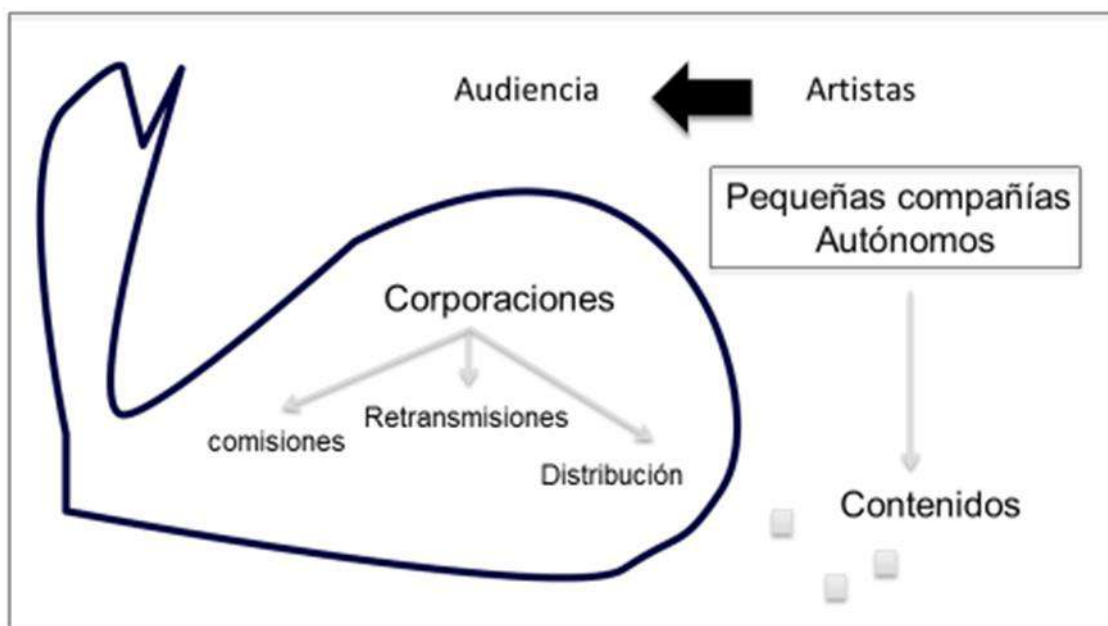 Audiencia
Artistas
Pequeñas compañías
Autónomos
Corporaciones
comisiones
Retransmisiones
Distribución
Contenidos